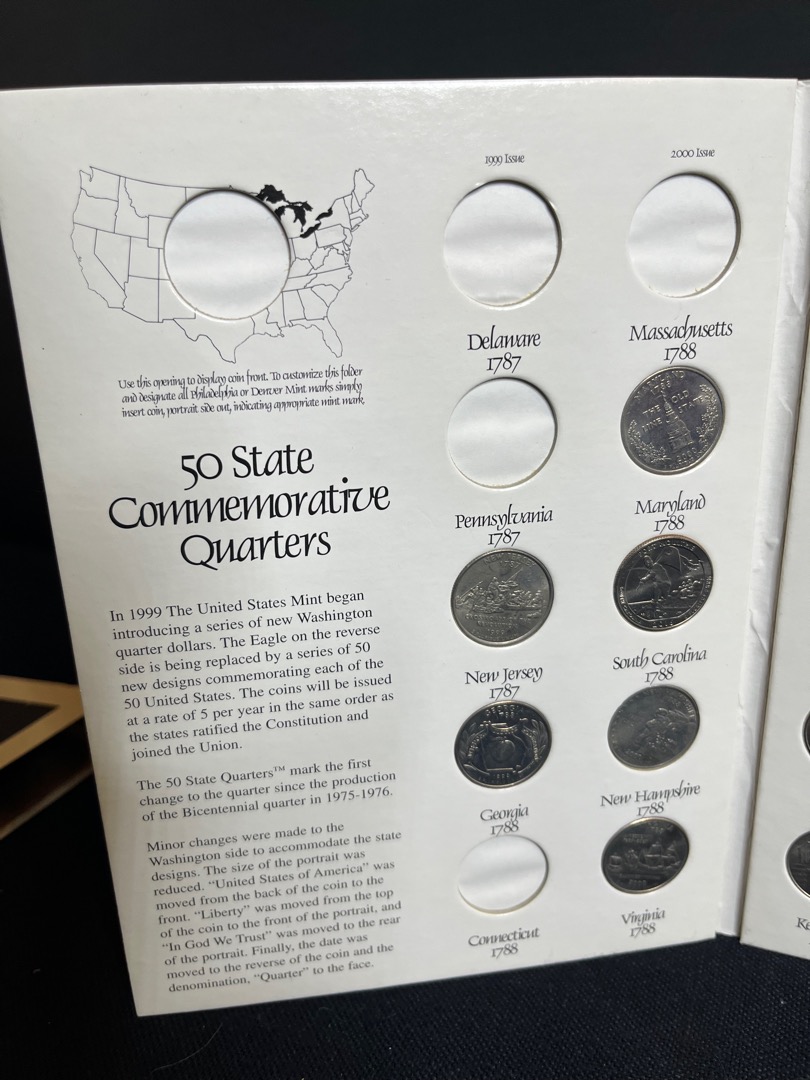 1999 Issue
2000 Issue
Use this opening to display coin front. To customize this folder
and designate all Philadelphia or Denver Mint marks simply
insert coin, portrait side out, indicating appropriate mint mark.
50 State
Commemorative
Quarters
In 1999 The United States Mint began
introducing a series of new Washington
quarter dollars. The Eagle on the reverse
side is being replaced by a series of 50
new designs commemorating each of the
50 United States. The coins will be issued
at a rate of 5 per year in the same order as
the states ratified the Constitution and
joined the Union.
The 50 State Quarters™ mark the first
change to the quarter since the production
of the Bicentennial quarter in 1975-1976.
Minor changes were made to the
Washington side to accommodate the state
designs. The size of the portrait was
reduced. “United States of America” was
moved from the back of the coin to the
front. “Liberty” was moved from the top
of the coin to the front of the portrait, and
“In God We Trust” was moved to the rear
of the portrait. Finally, the date was
moved to the reverse of the coin and the
denomination, “Quarter” to the face.
Delaware
1787
Pennsylvania
1787
New Jersey
1787
Georgia
1788
Connecticut
1788
Massachusetts
1788
MARYLAND
1788
THE OLD
LINE
Maryland
1788
South Carolina
1788
New Hampshire
1788
Virginia
1788